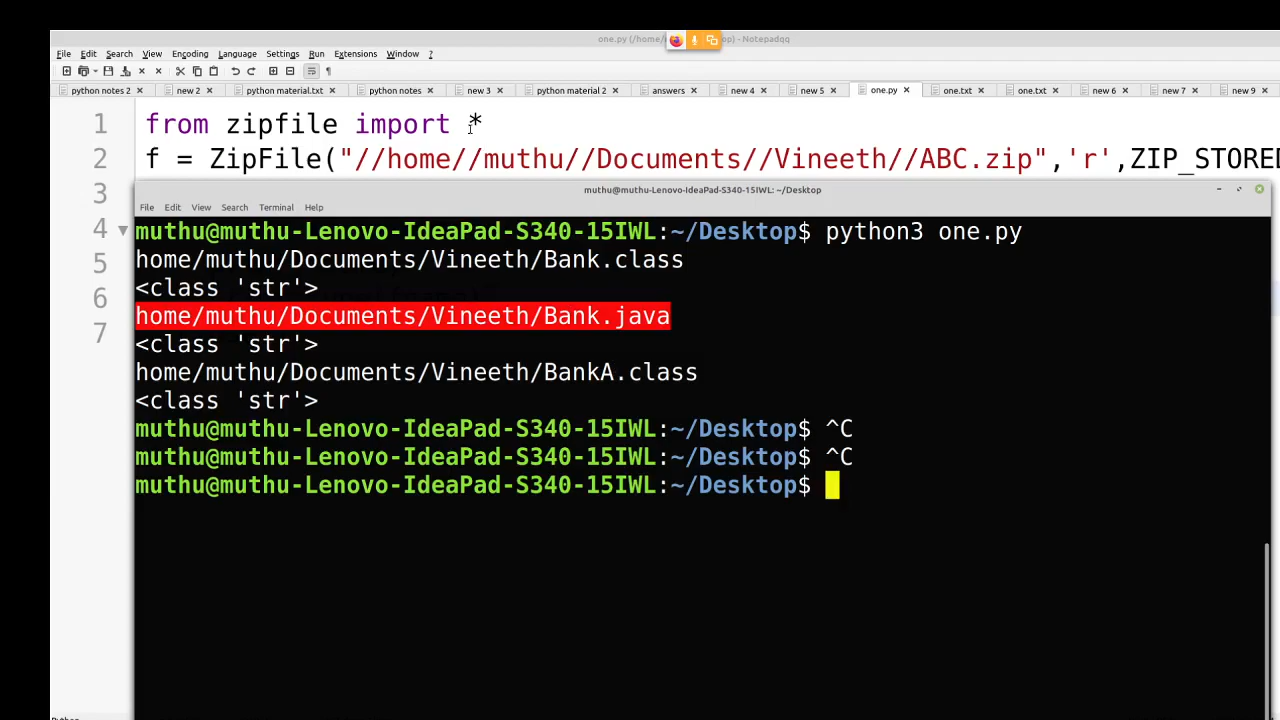 one.py (/home/ top) - Notepadqq
File Edit Search View Encoding Language Settings Run Extensions Window ?
python notes 2 new 2 python material.txt python notes new 3 python material 2 answers new 4 new 5 one.py one.txt one.txt new 6 new 7 new 9
1 from zipfile import *
2 f = ZipFile("//home//muthu//Documents//Vineeth//ABC.zip",'r',ZIP_STORED
3
muthu@muthu-Lenovo-IdeaPad-S340-15IWL: ~/Desktop
File Edit View Search Terminal Help
4 muthu@muthu-Lenovo-IdeaPad-S340-15IWL:~/Desktop$ python3 one.py
5 home/muthu/Documents/Vineeth/Bank.class
<class 'str'>
6 home/muthu/Documents/Vineeth/Bank.java
7 <class 'str'>
home/muthu/Documents/Vineeth/BankA.class
<class 'str'>
muthu@muthu-Lenovo-IdeaPad-S340-15IWL:~/Desktop$ ^C
muthu@muthu-Lenovo-IdeaPad-S340-15IWL:~/Desktop$ ^C
muthu@muthu-Lenovo-IdeaPad-S340-15IWL:~/Desktop$